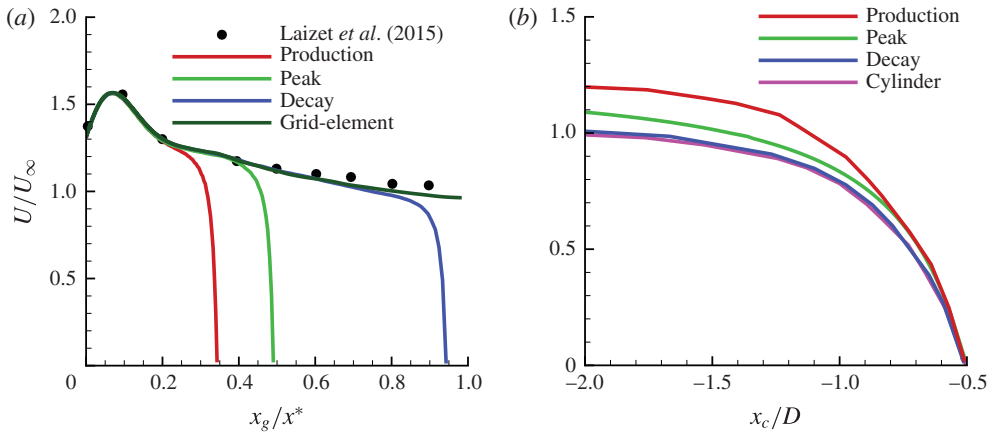 (a)
2.0
1.5
1.0
0.5
0
0.2
0.4
0.6
0.8
1.0
U/U∞
x_g/x*
Laizet et al. (2015)
Production
Peak
Decay
Grid-element
(b)
1.5
1.0
0.5
0
-2.0
-1.5
-1.0
-0.5
x_c/D
Production
Peak
Decay
Cylinder